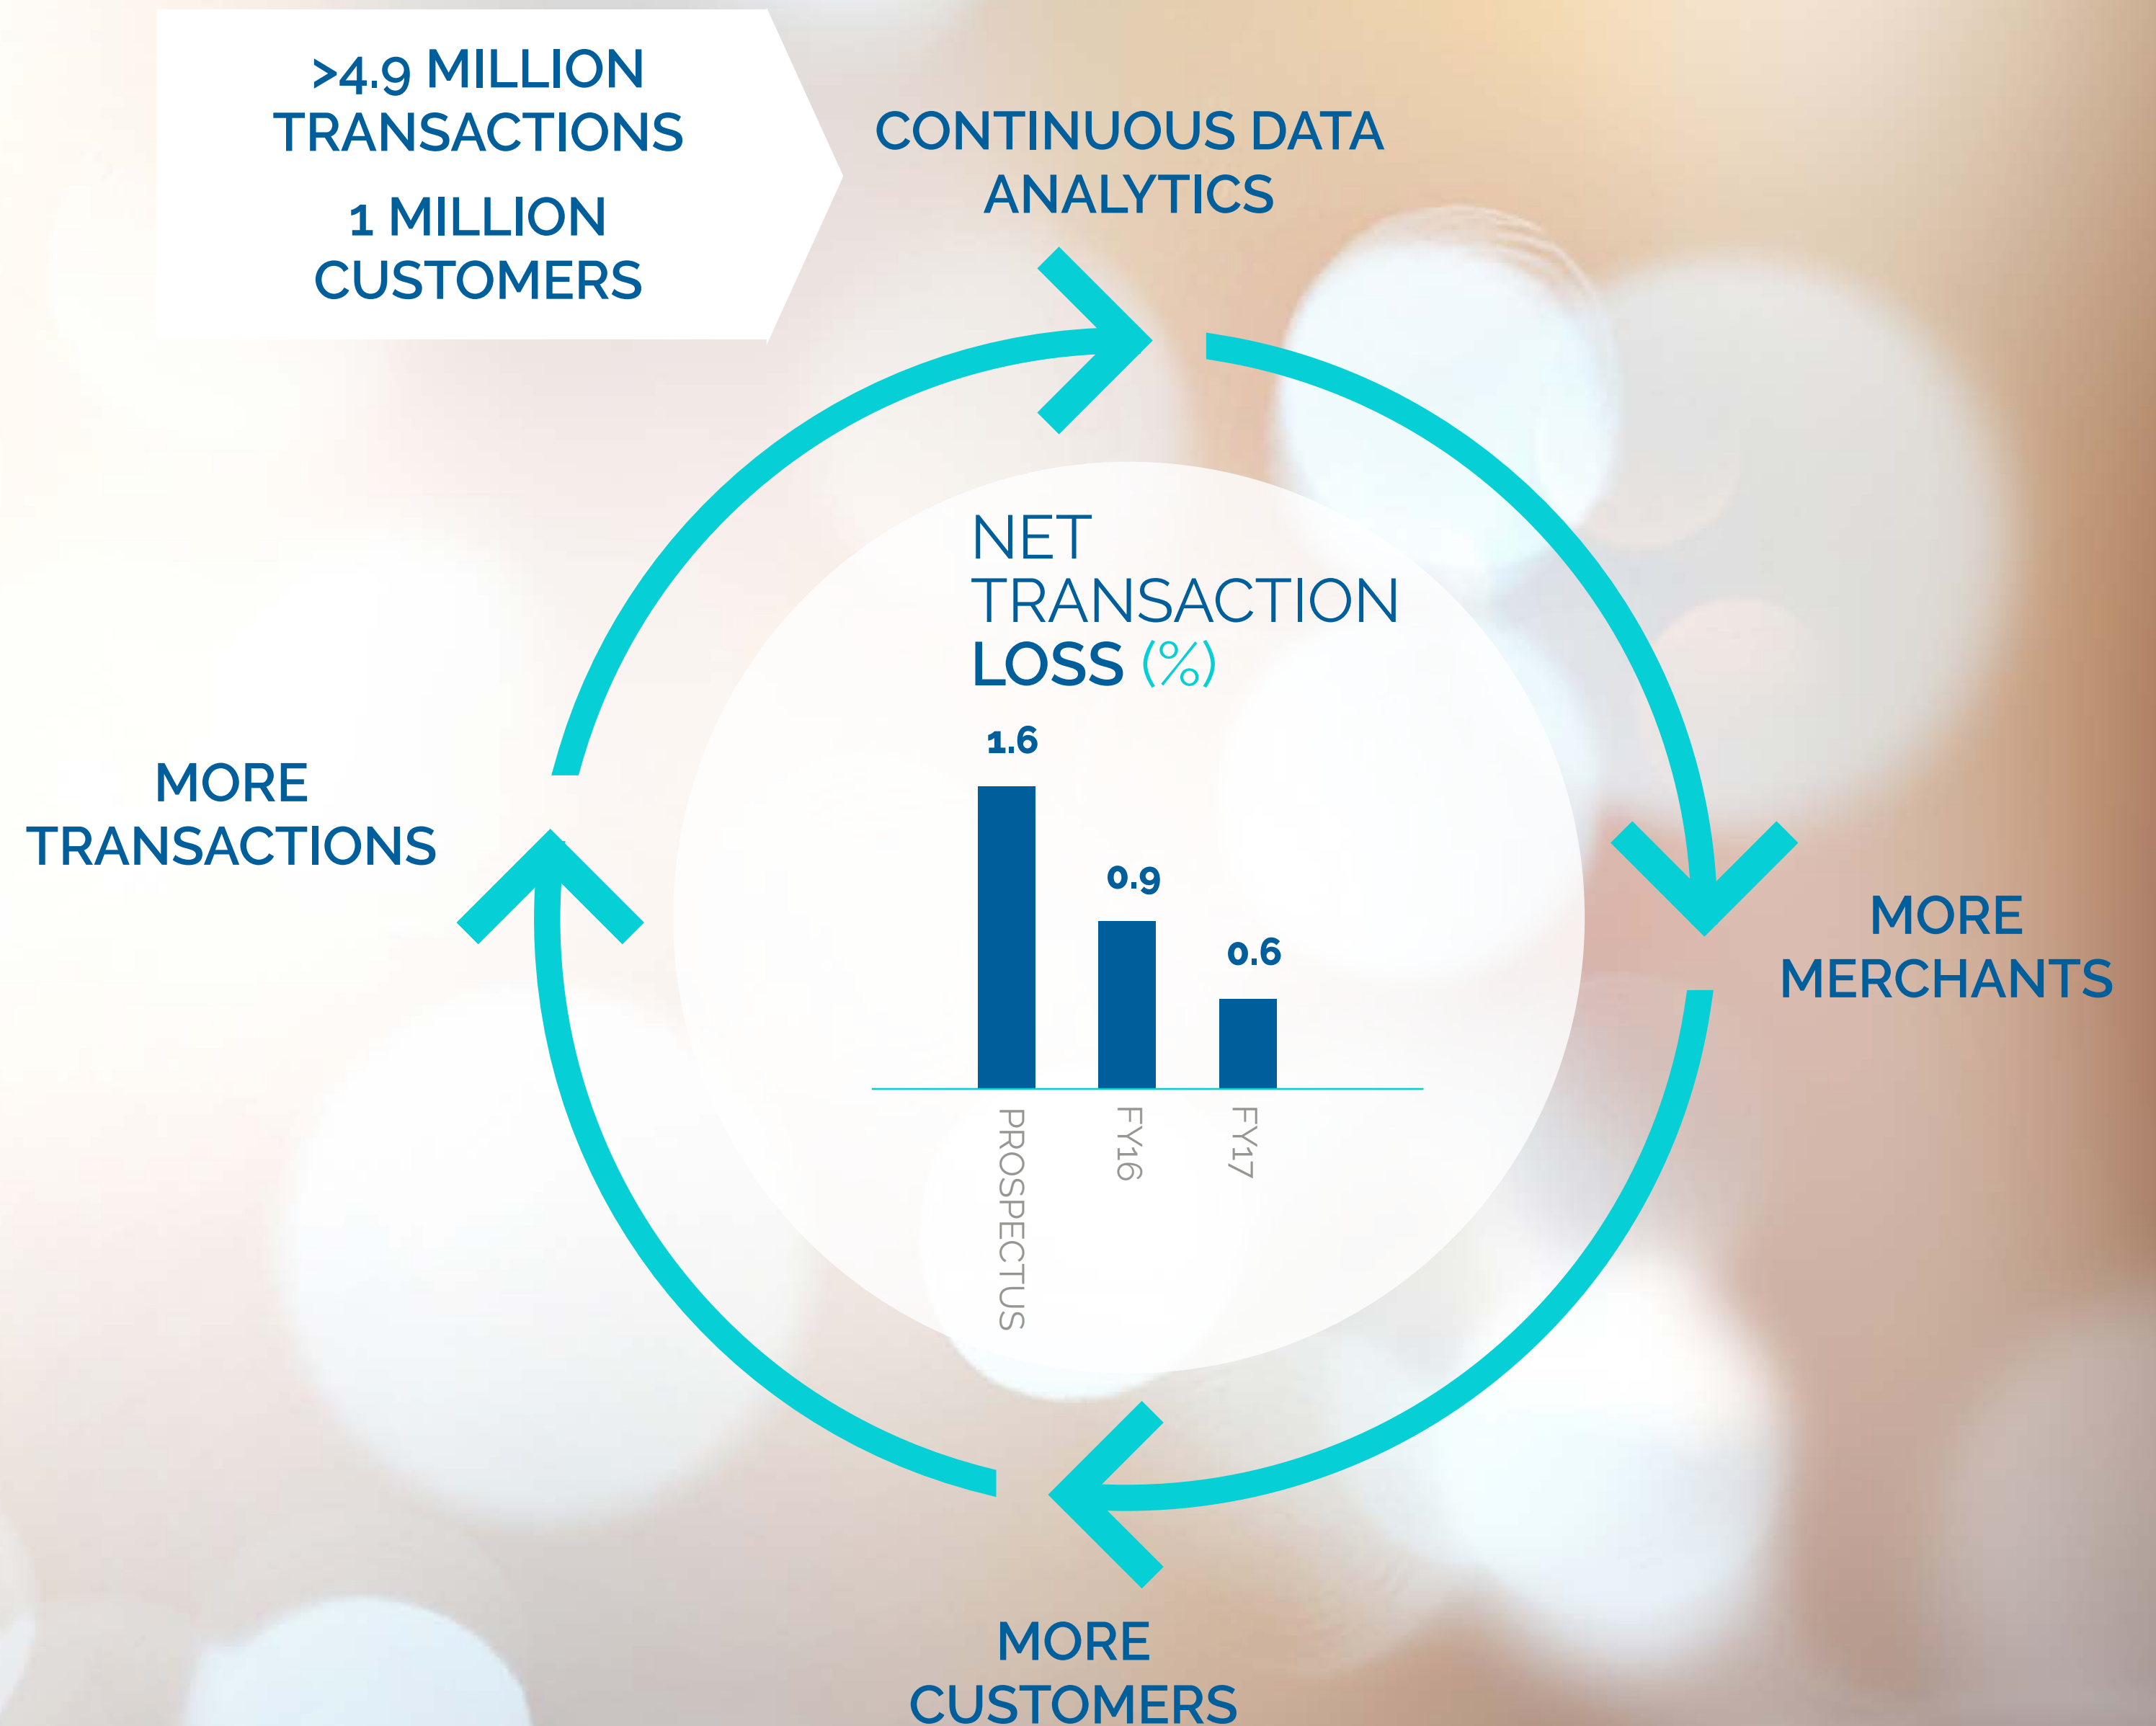 >4.9 MILLION
TRANSACTIONS
1 MILLION
CUSTOMERS
CONTINUOUS DATA
ANALYTICS
NET
TRANSACTION
LOSS (%)
1.6
0.9
0.6
PROSPECTUS
FY16
FY17
MORE
TRANSACTIONS
MORE
MERCHANTS
MORE
CUSTOMERS